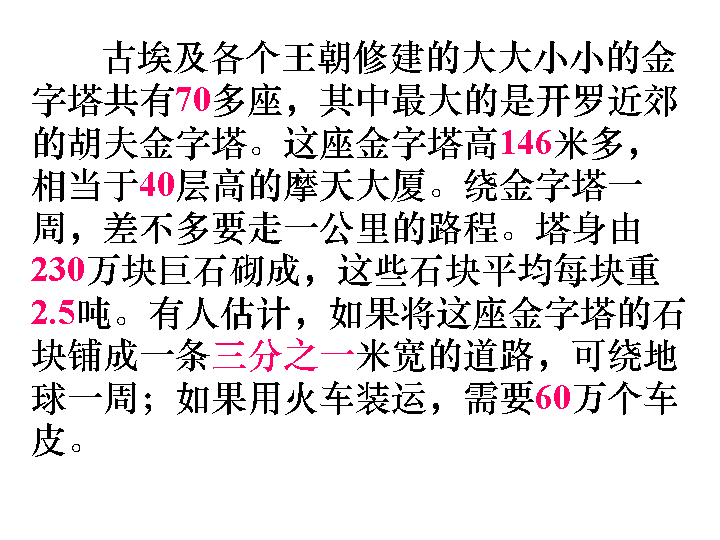 古埃及各个王朝修建的大大小小的金
字塔共有70多座，其中最大的是开罗近郊
的胡夫金字塔。这座金字塔高146米多，
相当于40层高的摩天大厦。绕金字塔一
周，差不多要走一公里的路程。塔身由
230万块巨石砌成，这些石块平均每块重
2.5吨。有人估计，如果将这座金字塔的石
块铺成一条三分之一米宽的道路，可绕地
球一周；如果用火车装运，需要60万个车
皮。